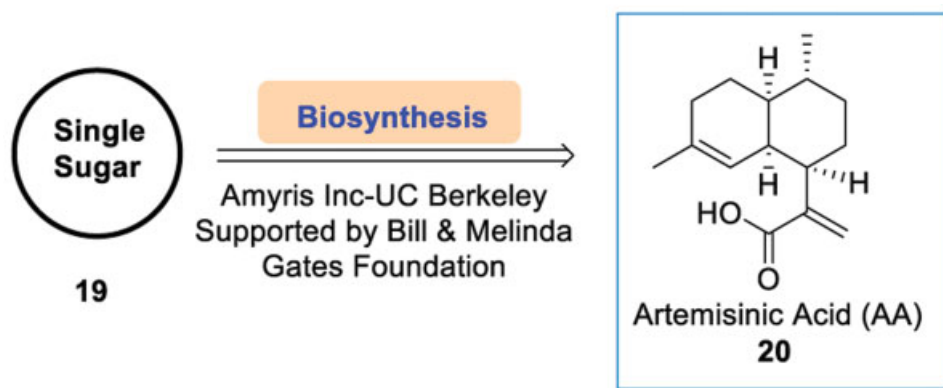 Single
Sugar
19
Biosynthesis
Amyris Inc-UC Berkeley
Supported by Bill & Melinda
Gates Foundation
H
H
H
HO
O
Artemisinic Acid (AA)
20